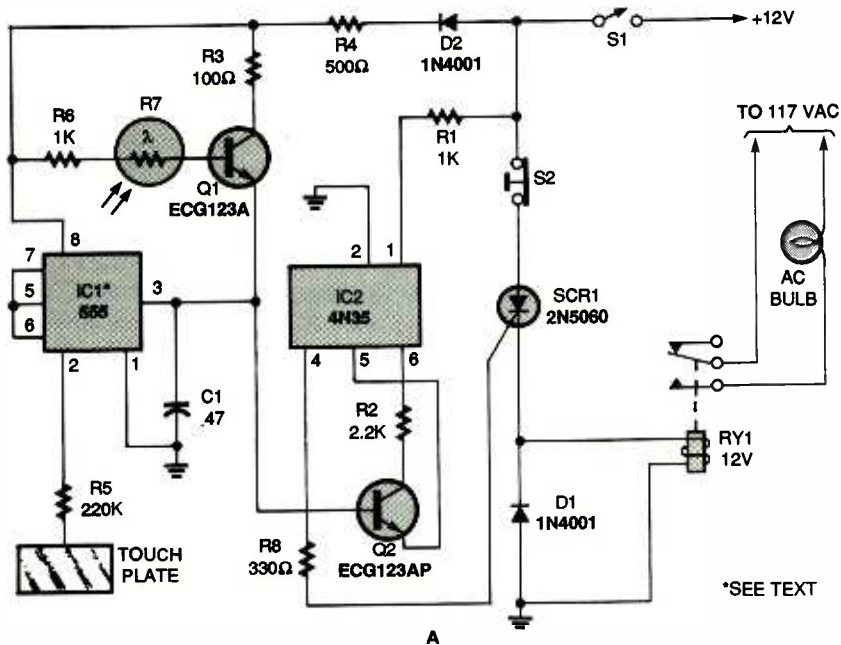 +12V
S1
R3
100Ω
R4
500Ω
D2
1N4001
R6
1K
R7
λ
Q1
ECG123A
R1
1K
S2
TO 117 VAC
AC
BULB
8
7
5
6
IC1*
555
3
2
1
2
1
IC2
4N35
4
5
6
SCR1
2N5060
C1
.47
R2
2.2K
RY1
12V
R5
220K
TOUCH
PLATE
R8
330Ω
Q2
ECG123AP
D1
1N4001
*SEE TEXT
A